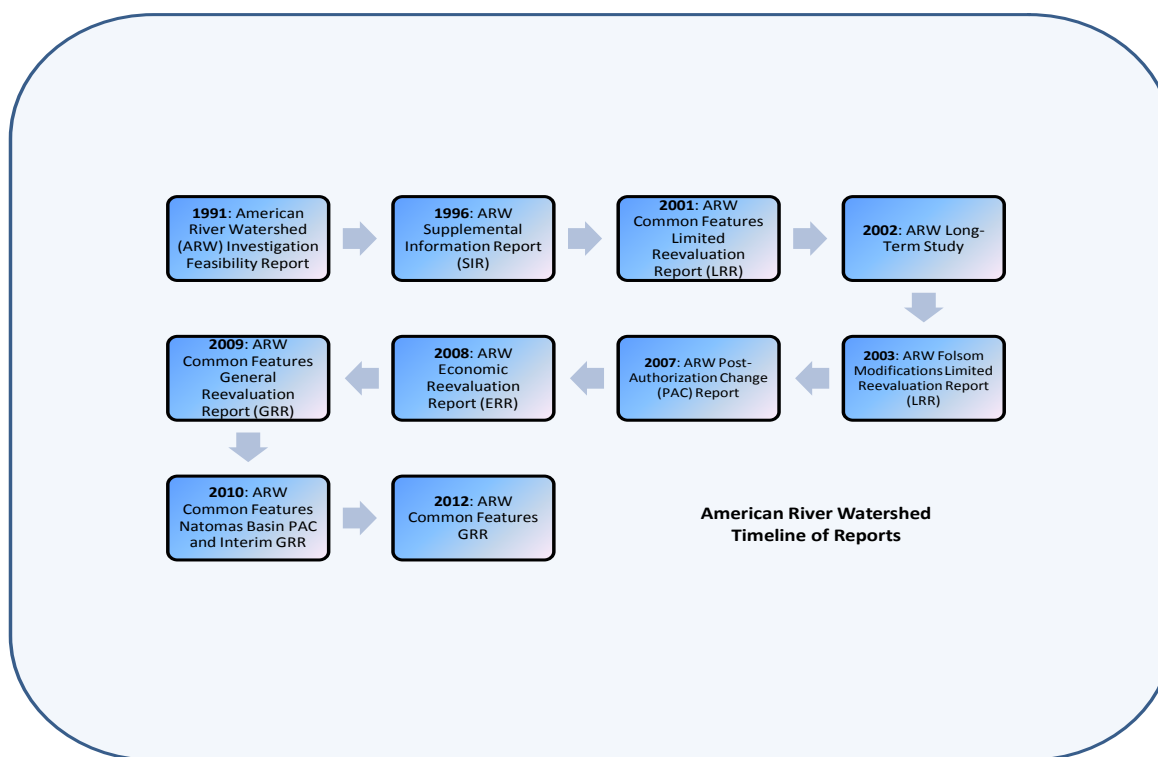 1991: American
River Watershed
(ARW) Investigation
Feasibility Report
1996: ARW
Supplemental
Information Report
(SIR)
2001: ARW
Common Features
Limited
Reevaluation
Report (LRR)
2002: ARW Long-
Term Study
2003: ARW Folsom
Modifications Limited
Reevaluation Report
(LRR)
2007: ARW Post-
Authorization Change
(PAC) Report
2008: ARW
Economic
Reevaluation
Report (ERR)
2009: ARW
Common Features
General
Reevaluation
Report (GRR)
2010: ARW
Common Features
Natomas Basin PAC
and Interim GRR
2012: ARW
Common Features
GRR
American River Watershed
Timeline of Reports